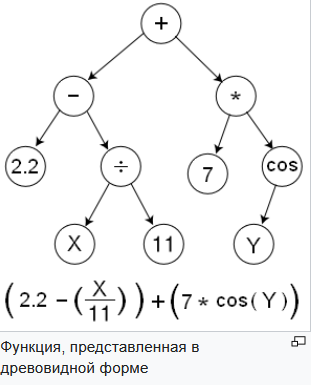 +
− *
2.2 ÷ 7 cos
X 11 Y
(2.2 − (X/11)) + (7 * cos(Y))
Функция, представленная в
древовидной форме